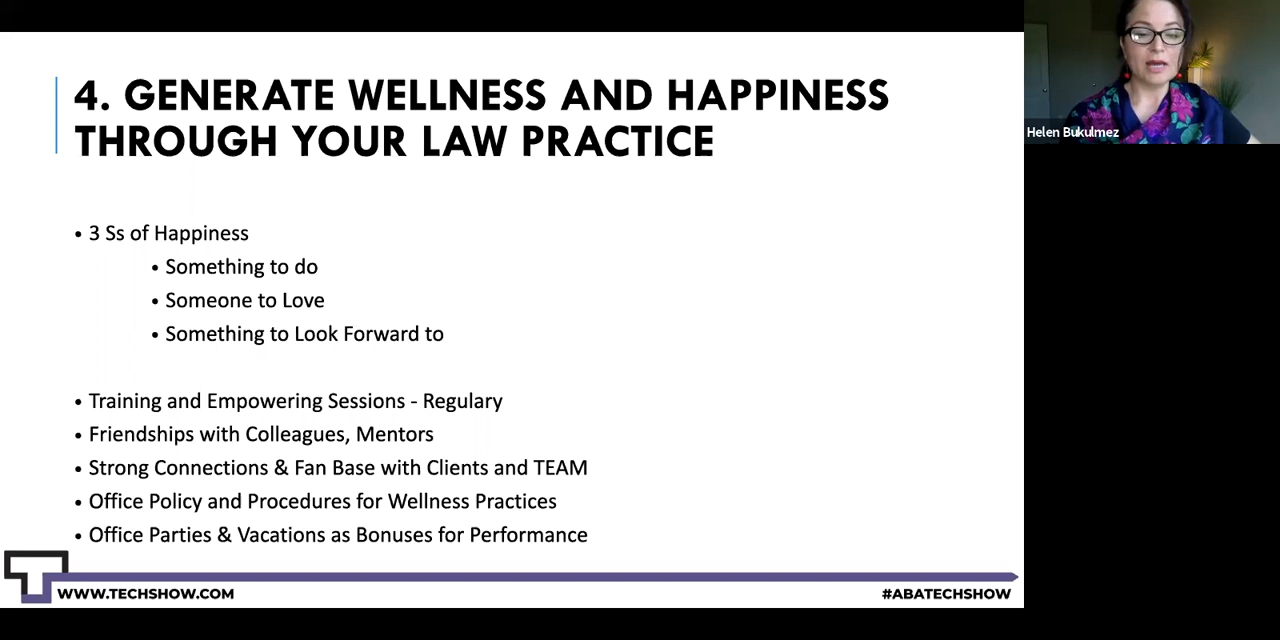 4. GENERATE WELLNESS AND HAPPINESS
THROUGH YOUR LAW PRACTICE
Helen Bukulmez
• 3 Ss of Happiness
• Something to do
• Someone to Love
• Something to Look Forward to
• Training and Empowering Sessions - Regulary
• Friendships with Colleagues, Mentors
• Strong Connections & Fan Base with Clients and TEAM
• Office Policy and Procedures for Wellness Practices
• Office Parties & Vacations as Bonuses for Performance
WWW.TECHSHOW.COM
#ABATECHSHOW